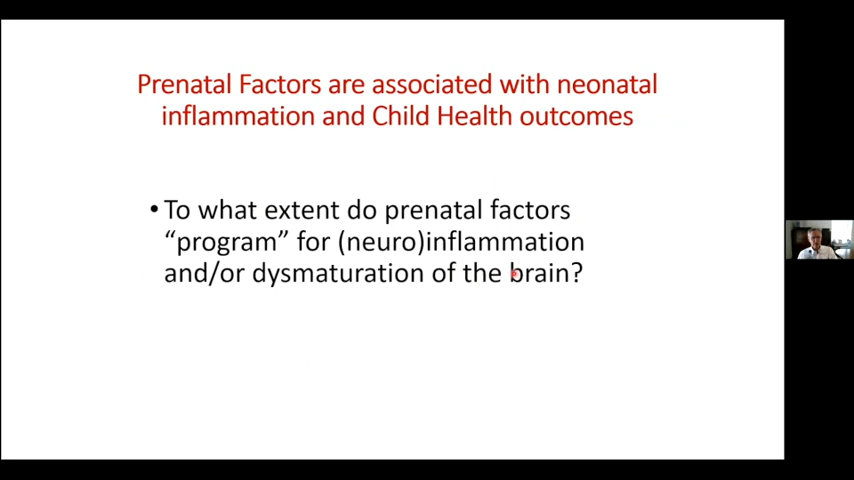 Prenatal Factors are associated with neonatal
inflammation and Child Health outcomes
• To what extent do prenatal factors
“program” for (neuro)inflammation
and/or dysmaturation of the brain?